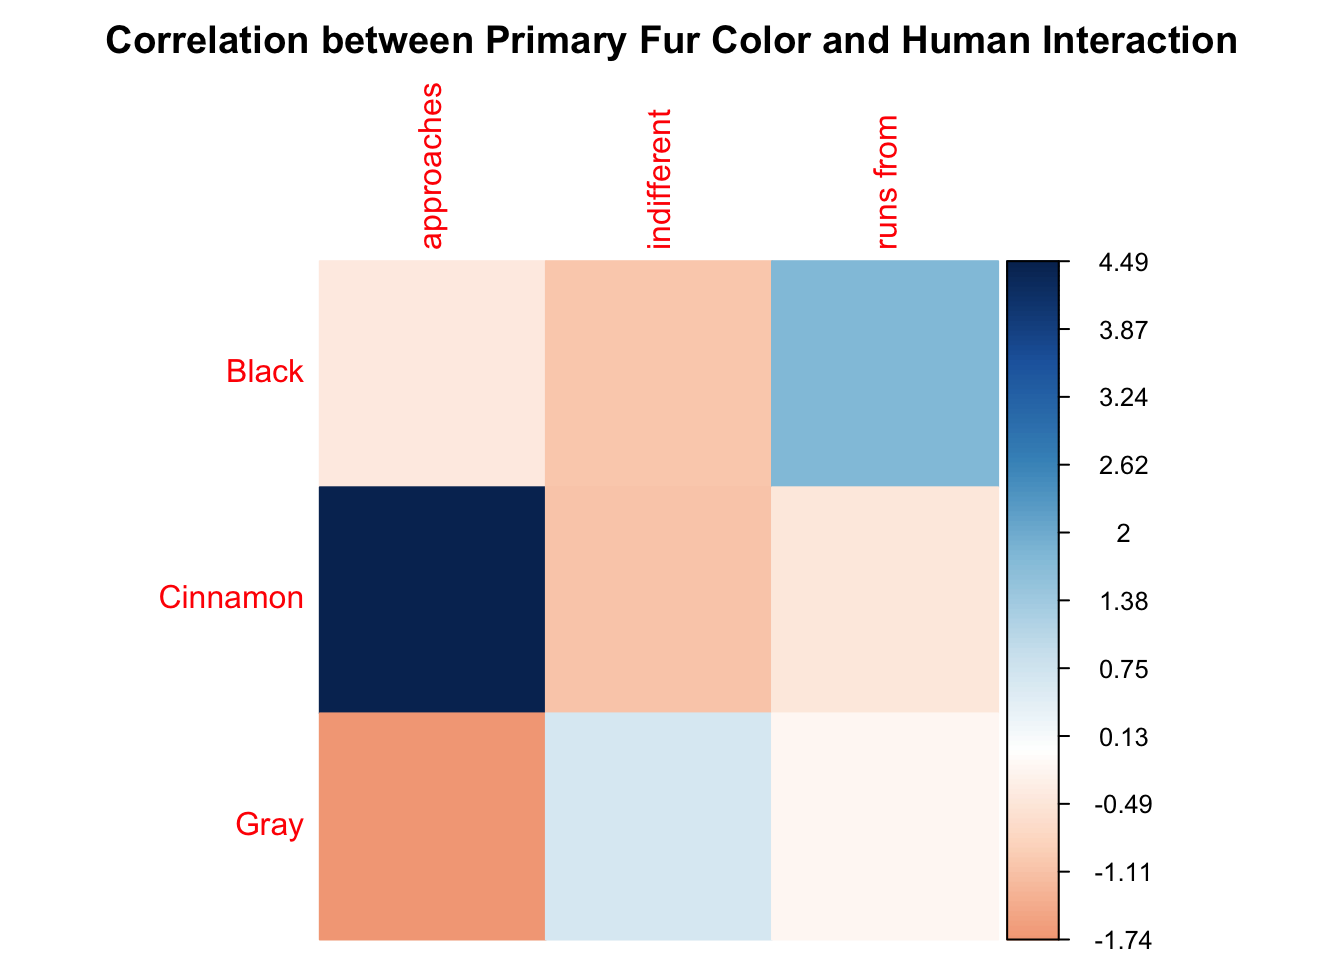 Correlation between Primary Fur Color and Human Interaction
approaches
indifferent
runs from
Black
Cinnamon
Gray
4.49
3.87
3.24
2.62
2
1.38
0.75
0.13
-0.49
-1.11
-1.74